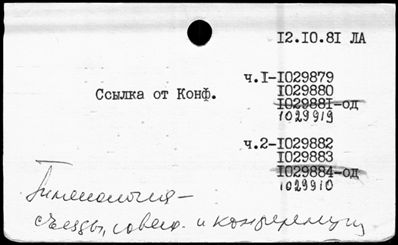 12.10.81 ЛА
ч.1-1029879
1029880
Ссылка от Конф.
1029881-од
1029919
ч.2-1029882
1029883
1029884-од
1029910
съезды, совещ. и конференции